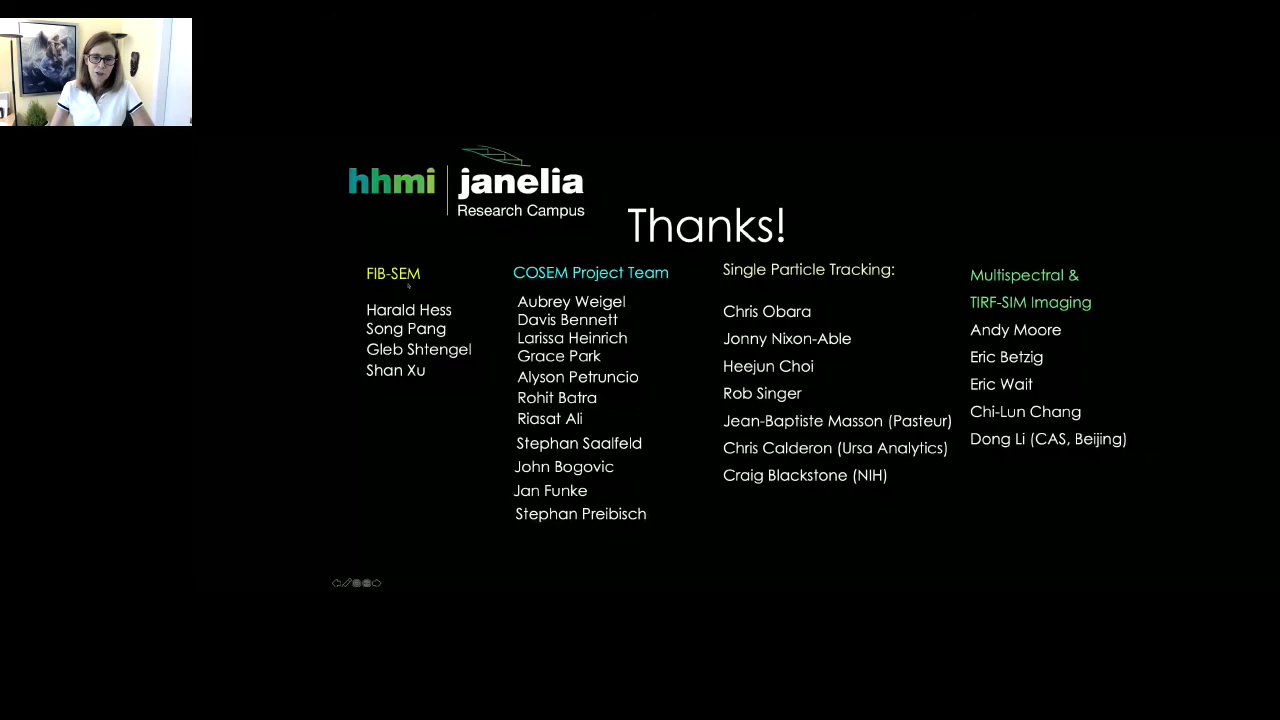 hhmi janelia
Research Campus
Thanks!
FIB-SEM
Harald Hess
Song Pang
Gleb Shtengel
Shan Xu
COSEM Project Team
Aubrey Weigel
Davis Bennett
Larissa Heinrich
Grace Park
Alyson Petruncio
Rohit Batra
Riasat Ali
Stephan Saalfeld
John Bogovic
Jan Funke
Stephan Preibisch
Single Particle Tracking:
Chris Obara
Jonny Nixon-Able
Heejun Choi
Rob Singer
Jean-Baptiste Masson (Pasteur)
Chris Calderon (Ursa Analytics)
Craig Blackstone (NIH)
Multispectral &
TIRF-SIM Imaging
Andy Moore
Eric Betzig
Eric Wait
Chi-Lun Chang
Dong Li (CAS, Beijing)